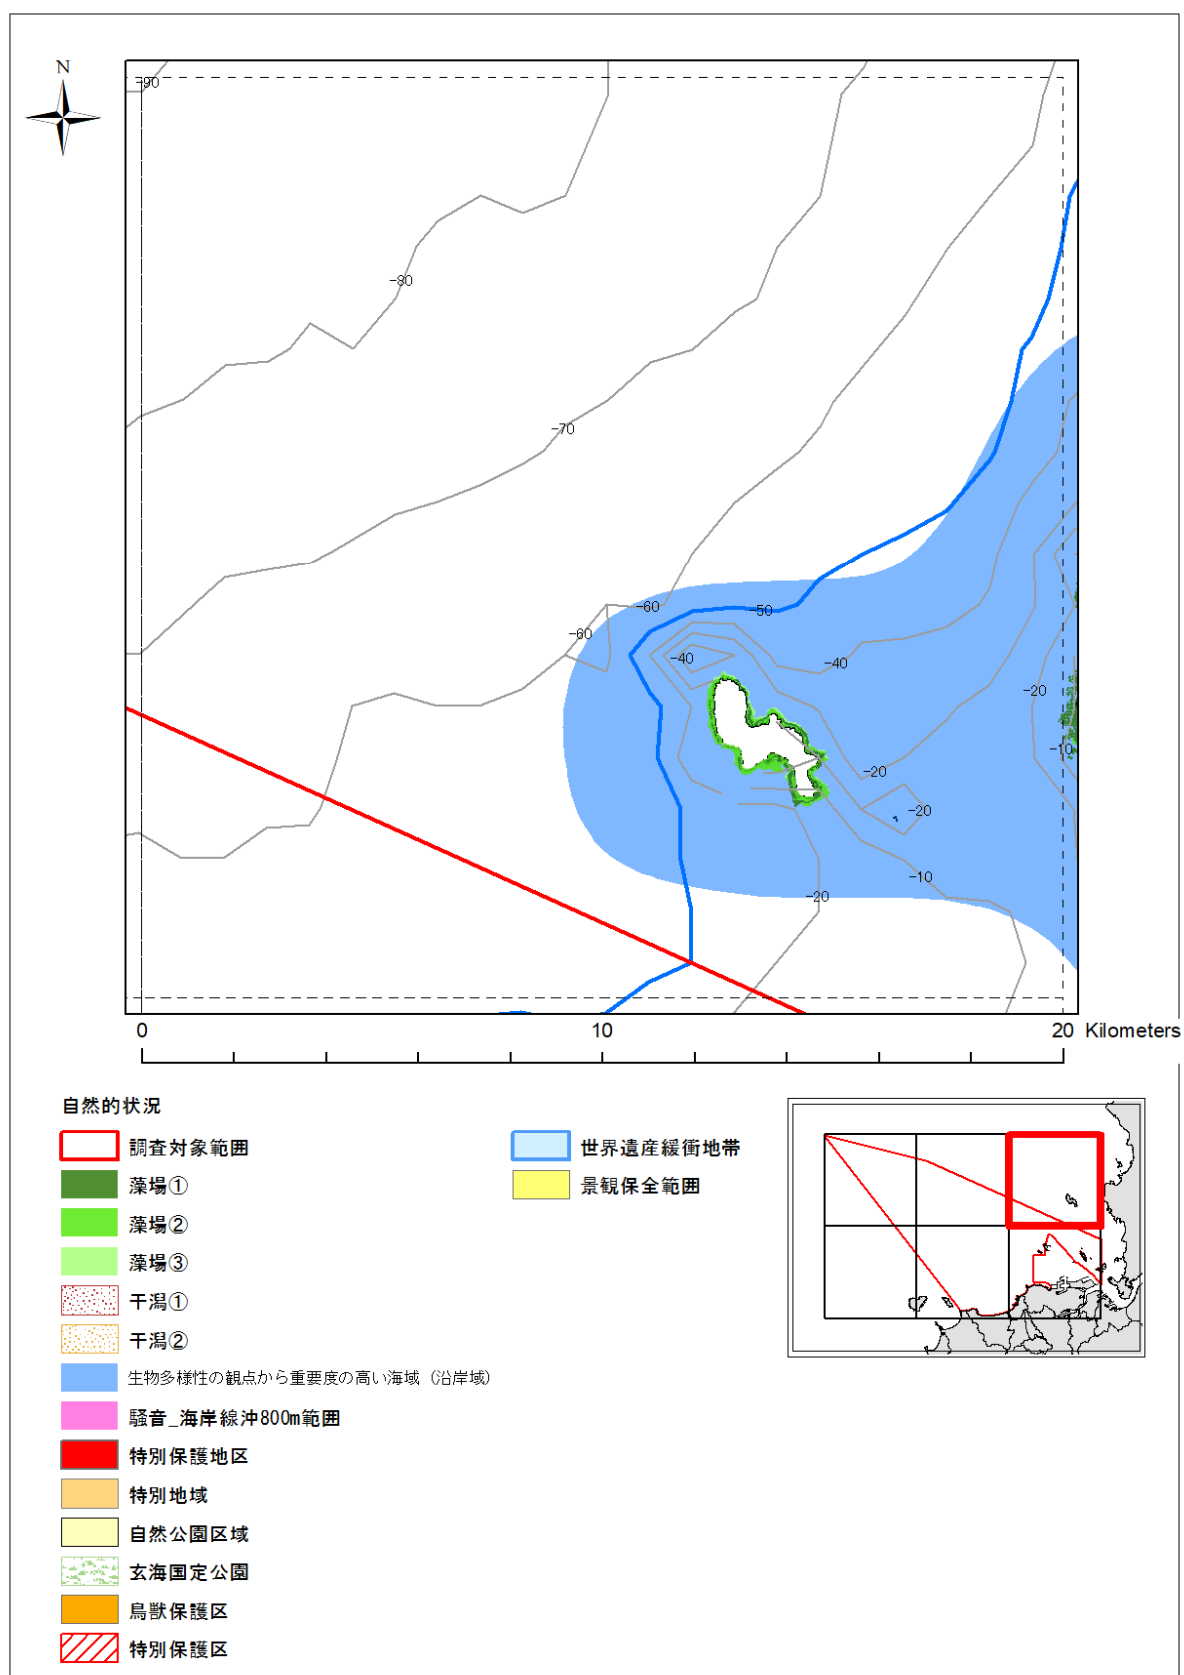 N
-90
-80
-70
-60
-50
-60
-40
-40
-20
-10
-20
-20
-10
-20
0 10 20 Kilometers
自然的状況
調査対象範囲
藻場①
藻場②
藻場③
干潟①
干潟②
生物多様性の観点から重要度の高い海域（沿岸域）
騒音_海岸線沖800m範囲
特別保護地区
特別地域
自然公園区域
玄海国定公園
鳥獣保護区
特別保護区
世界遺産緩衝地帯
景観保全範囲